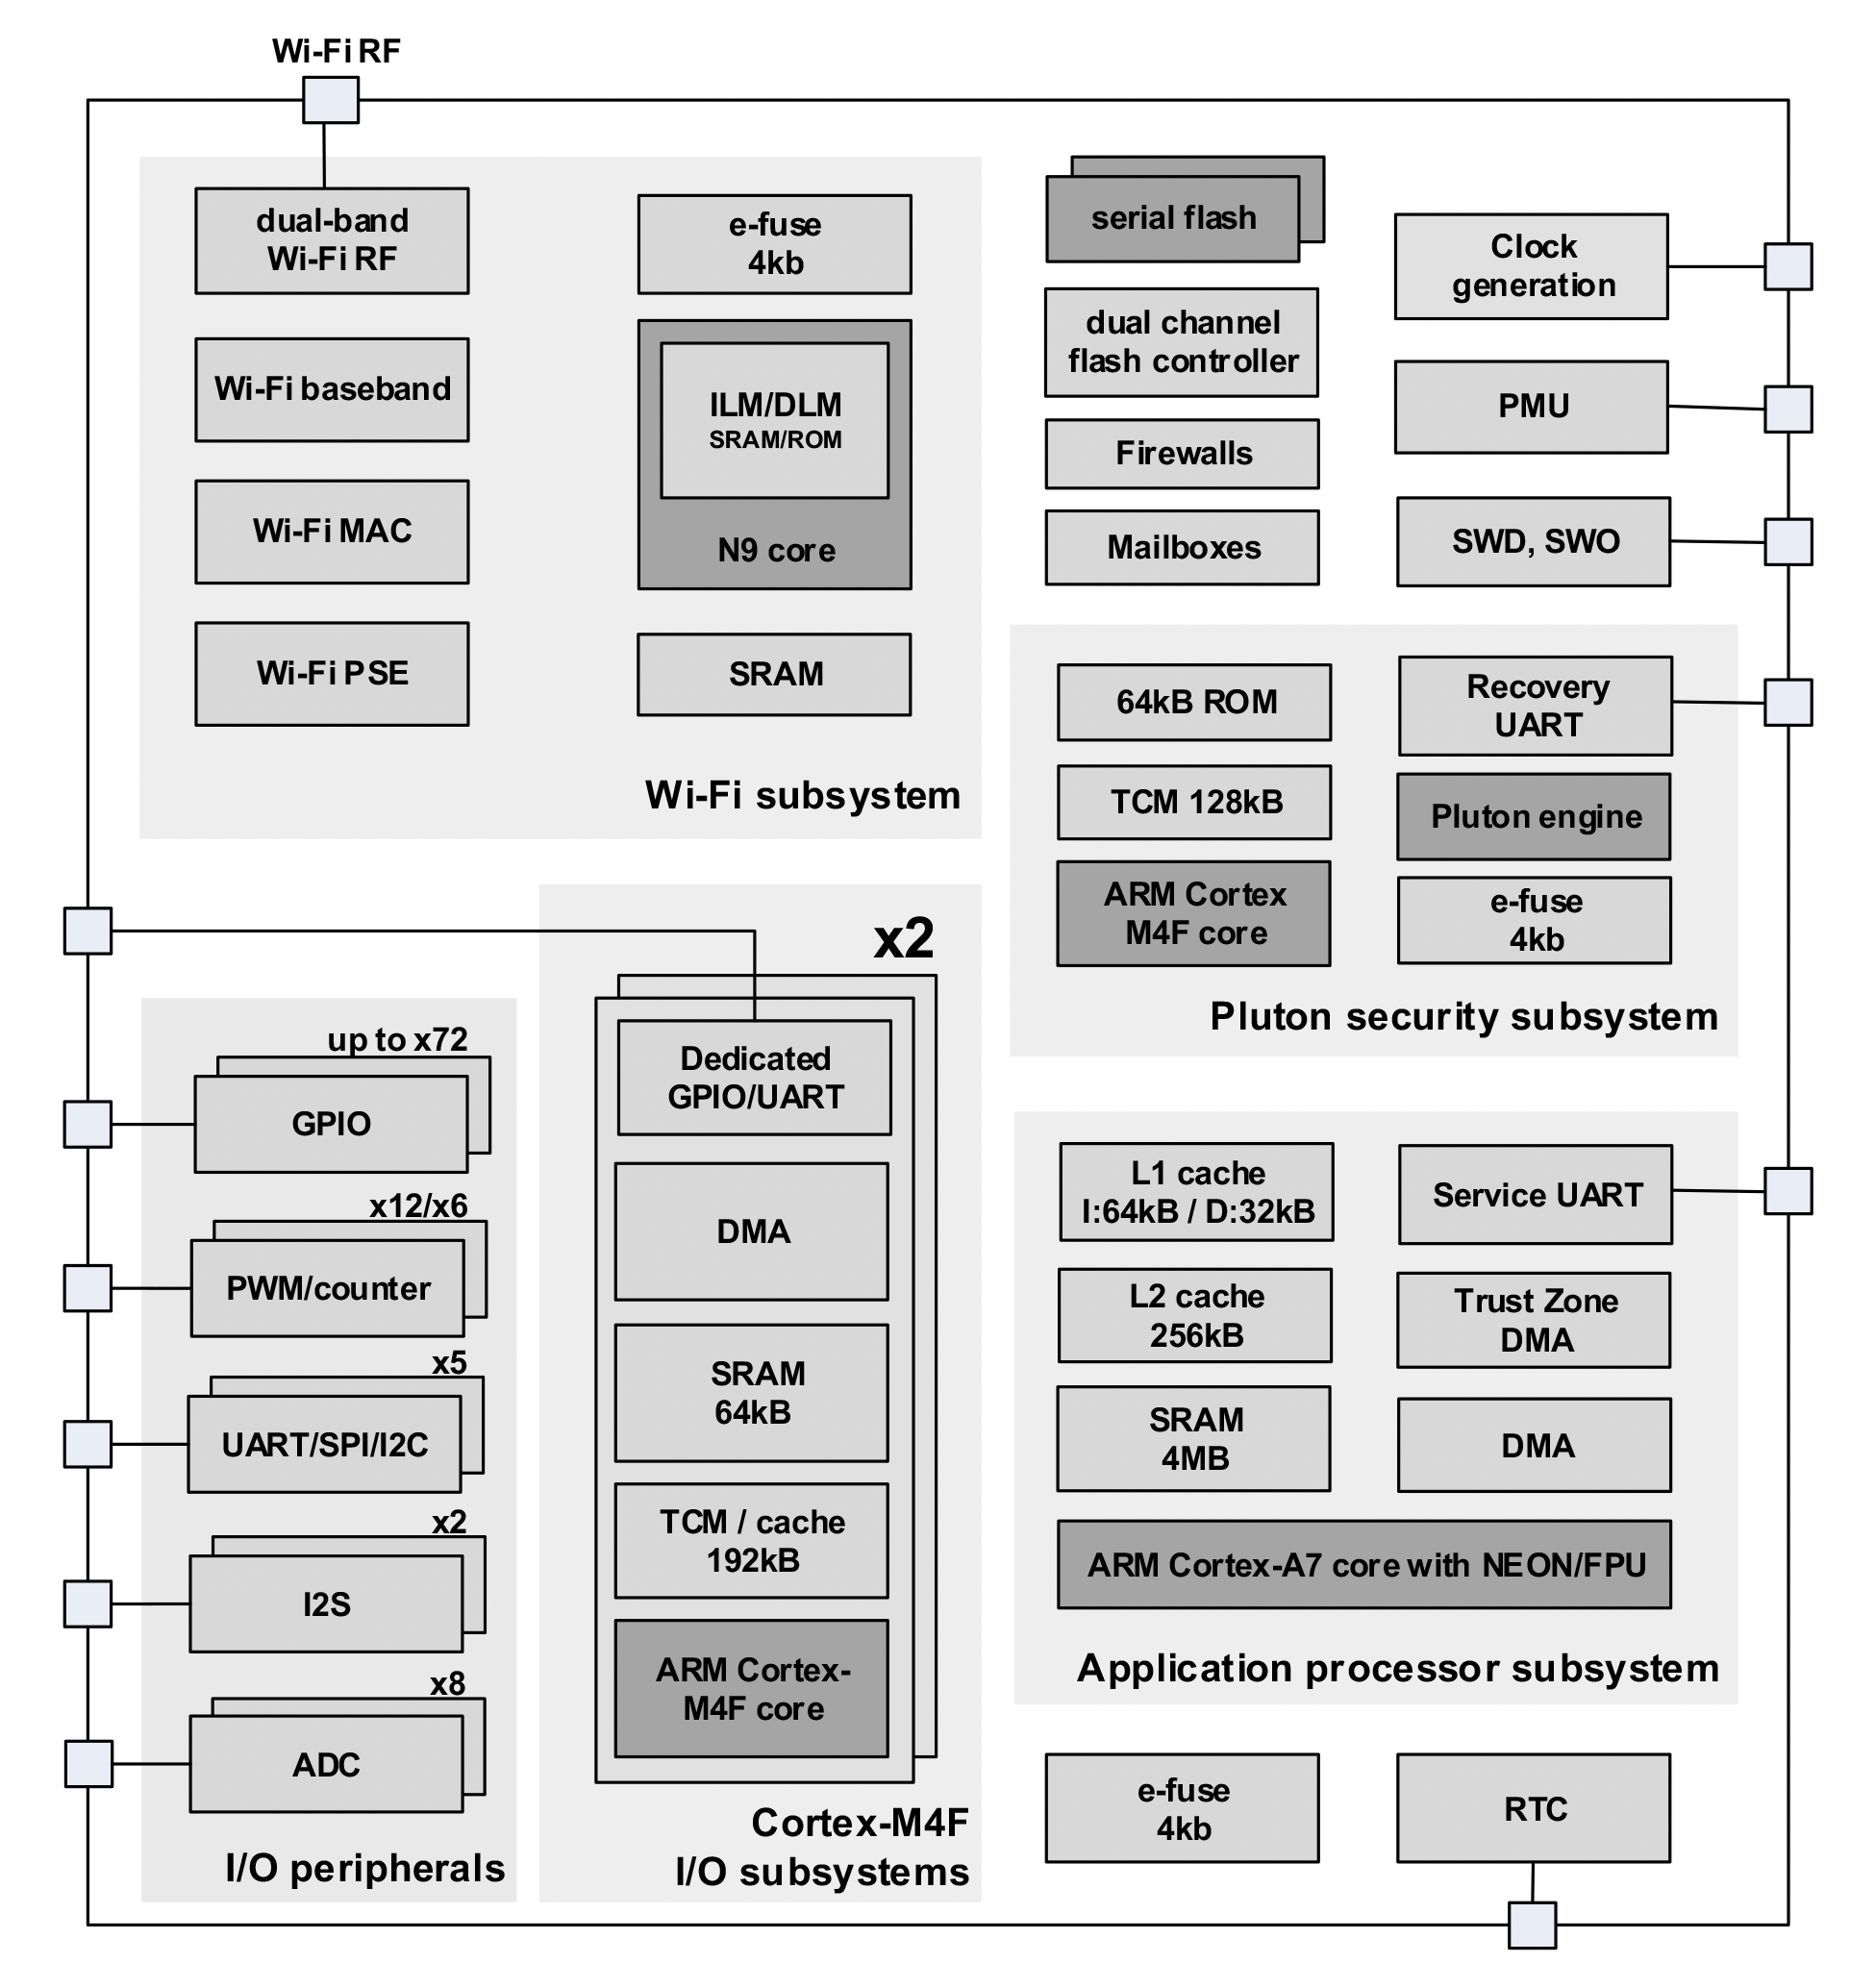 Wi-Fi RF
dual-band
Wi-Fi RF
Wi-Fi baseband
Wi-Fi MAC
Wi-Fi PSE
e-fuse
4kb
ILM/DLM
SRAM/ROM
N9 core
SRAM
Wi-Fi subsystem
serial flash
dual channel
flash controller
Firewalls
Mailboxes
Clock
generation
PMU
SWD, SWO
64kB ROM
TCM 128kB
ARM Cortex
M4F core
Recovery
UART
Pluton engine
e-fuse
4kb
Pluton security subsystem
up to x72
GPIO
x12/x6
PWM/counter
x5
UART/SPI/I2C
x2
I2S
x8
ADC
I/O peripherals
x2
Dedicated
GPIO/UART
DMA
SRAM
64kB
TCM / cache
192kB
ARM Cortex-
M4F core
Cortex-M4F
I/O subsystems
L1 cache
I:64kB / D:32kB
L2 cache
256kB
SRAM
4MB
Service UART
Trust Zone
DMA
DMA
ARM Cortex-A7 core with NEON/FPU
Application processor subsystem
e-fuse
4kb
RTC